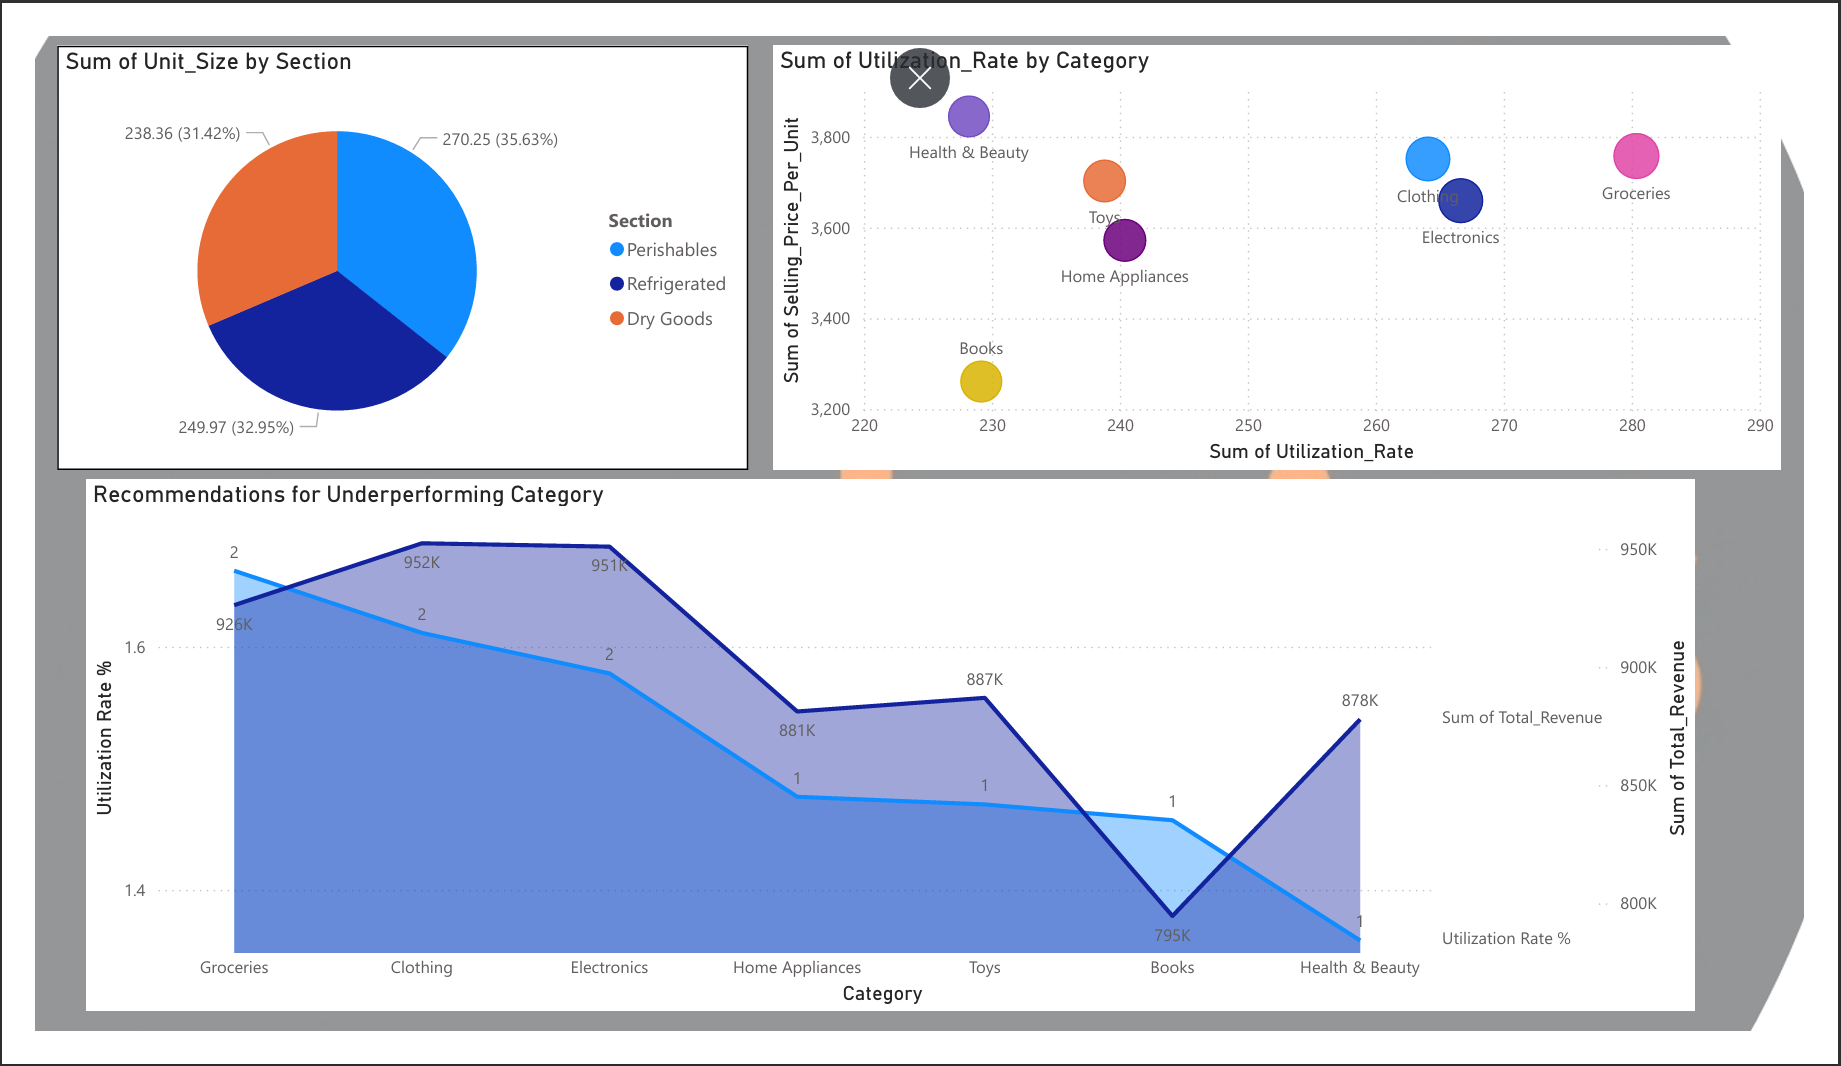 Sum of Unit_Size by Section
238.36 (31.42%)
270.25 (35.63%)
249.97 (32.95%)
Section
Perishables
Refrigerated
Dry Goods
Sum of Utilization_Rate by Category
Sum of Selling_Price_Per_Unit
3,800
3,600
3,400
3,200
Health & Beauty
Toys
Home Appliances
Books
Clothing
Electronics
Groceries
220 230 240 250 260 270 280 290
Sum of Utilization_Rate
Recommendations for Underperforming Category
Utilization Rate %
1.6
1.4
2
926K
952K
2
951K
2
881K
1
887K
1
1
795K
878K
1
Sum of Total_Revenue
Utilization Rate %
950K
900K
850K
800K
Sum of Total_Revenue
Groceries Clothing Electronics Home Appliances Toys Books Health & Beauty
Category